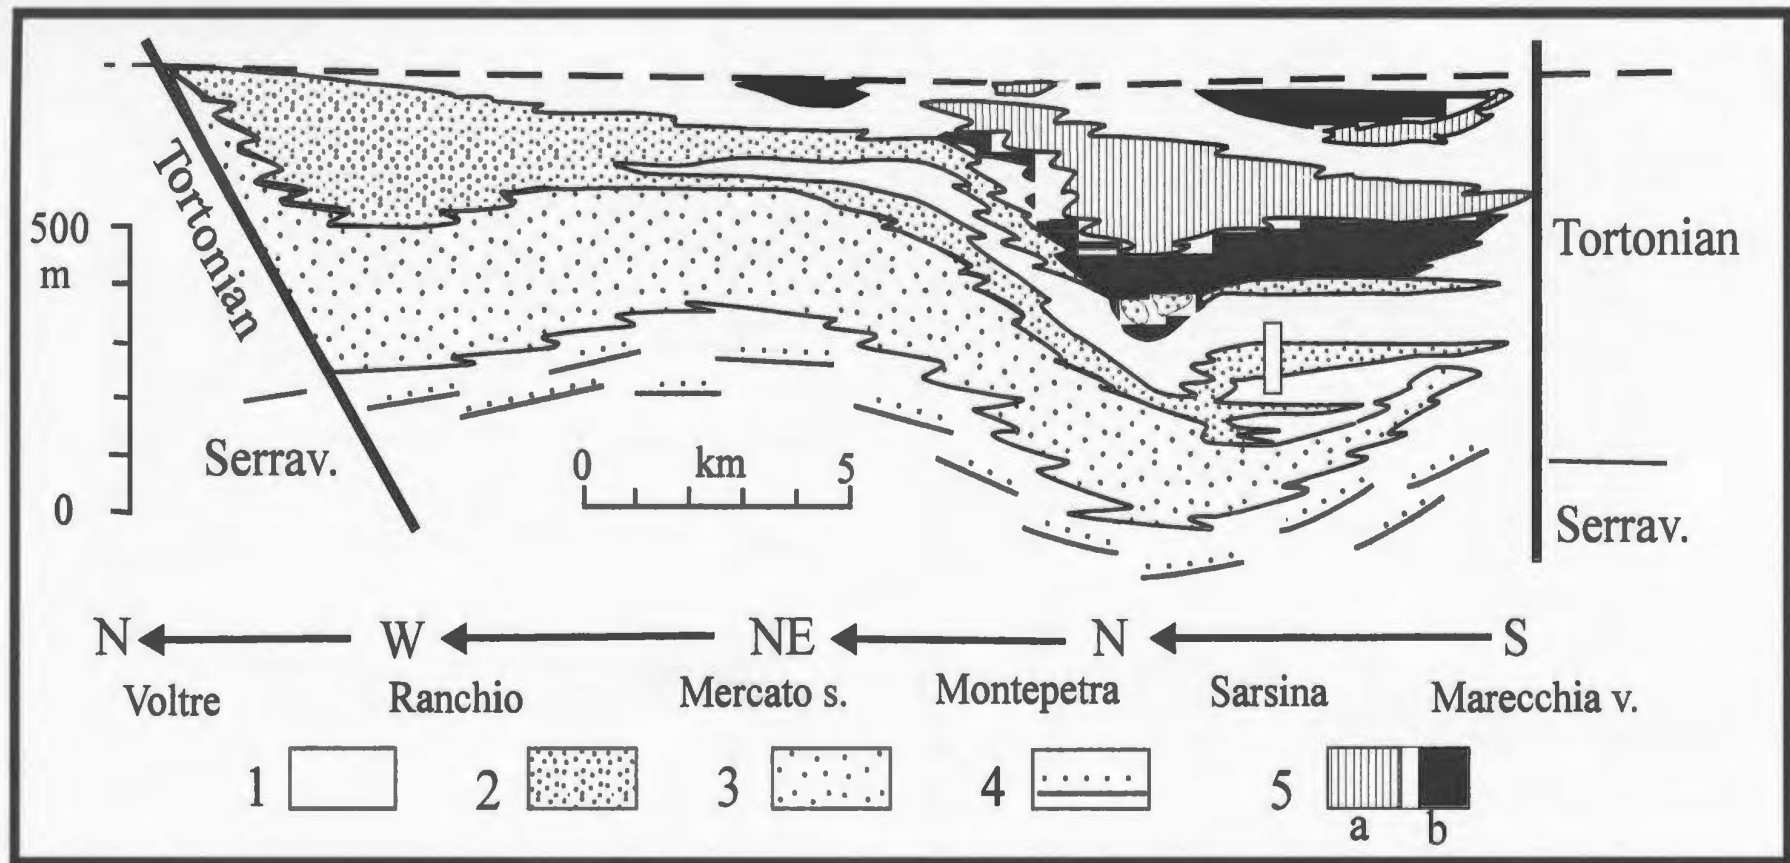 Tortonian
500
m
0
Serrav.
0 km 5
Tortonian
Serrav.
N W NE N S
Voltre Ranchio Mercato s. Montepetra Sarsina Marecchia v.
1 2 3 4 5
a b